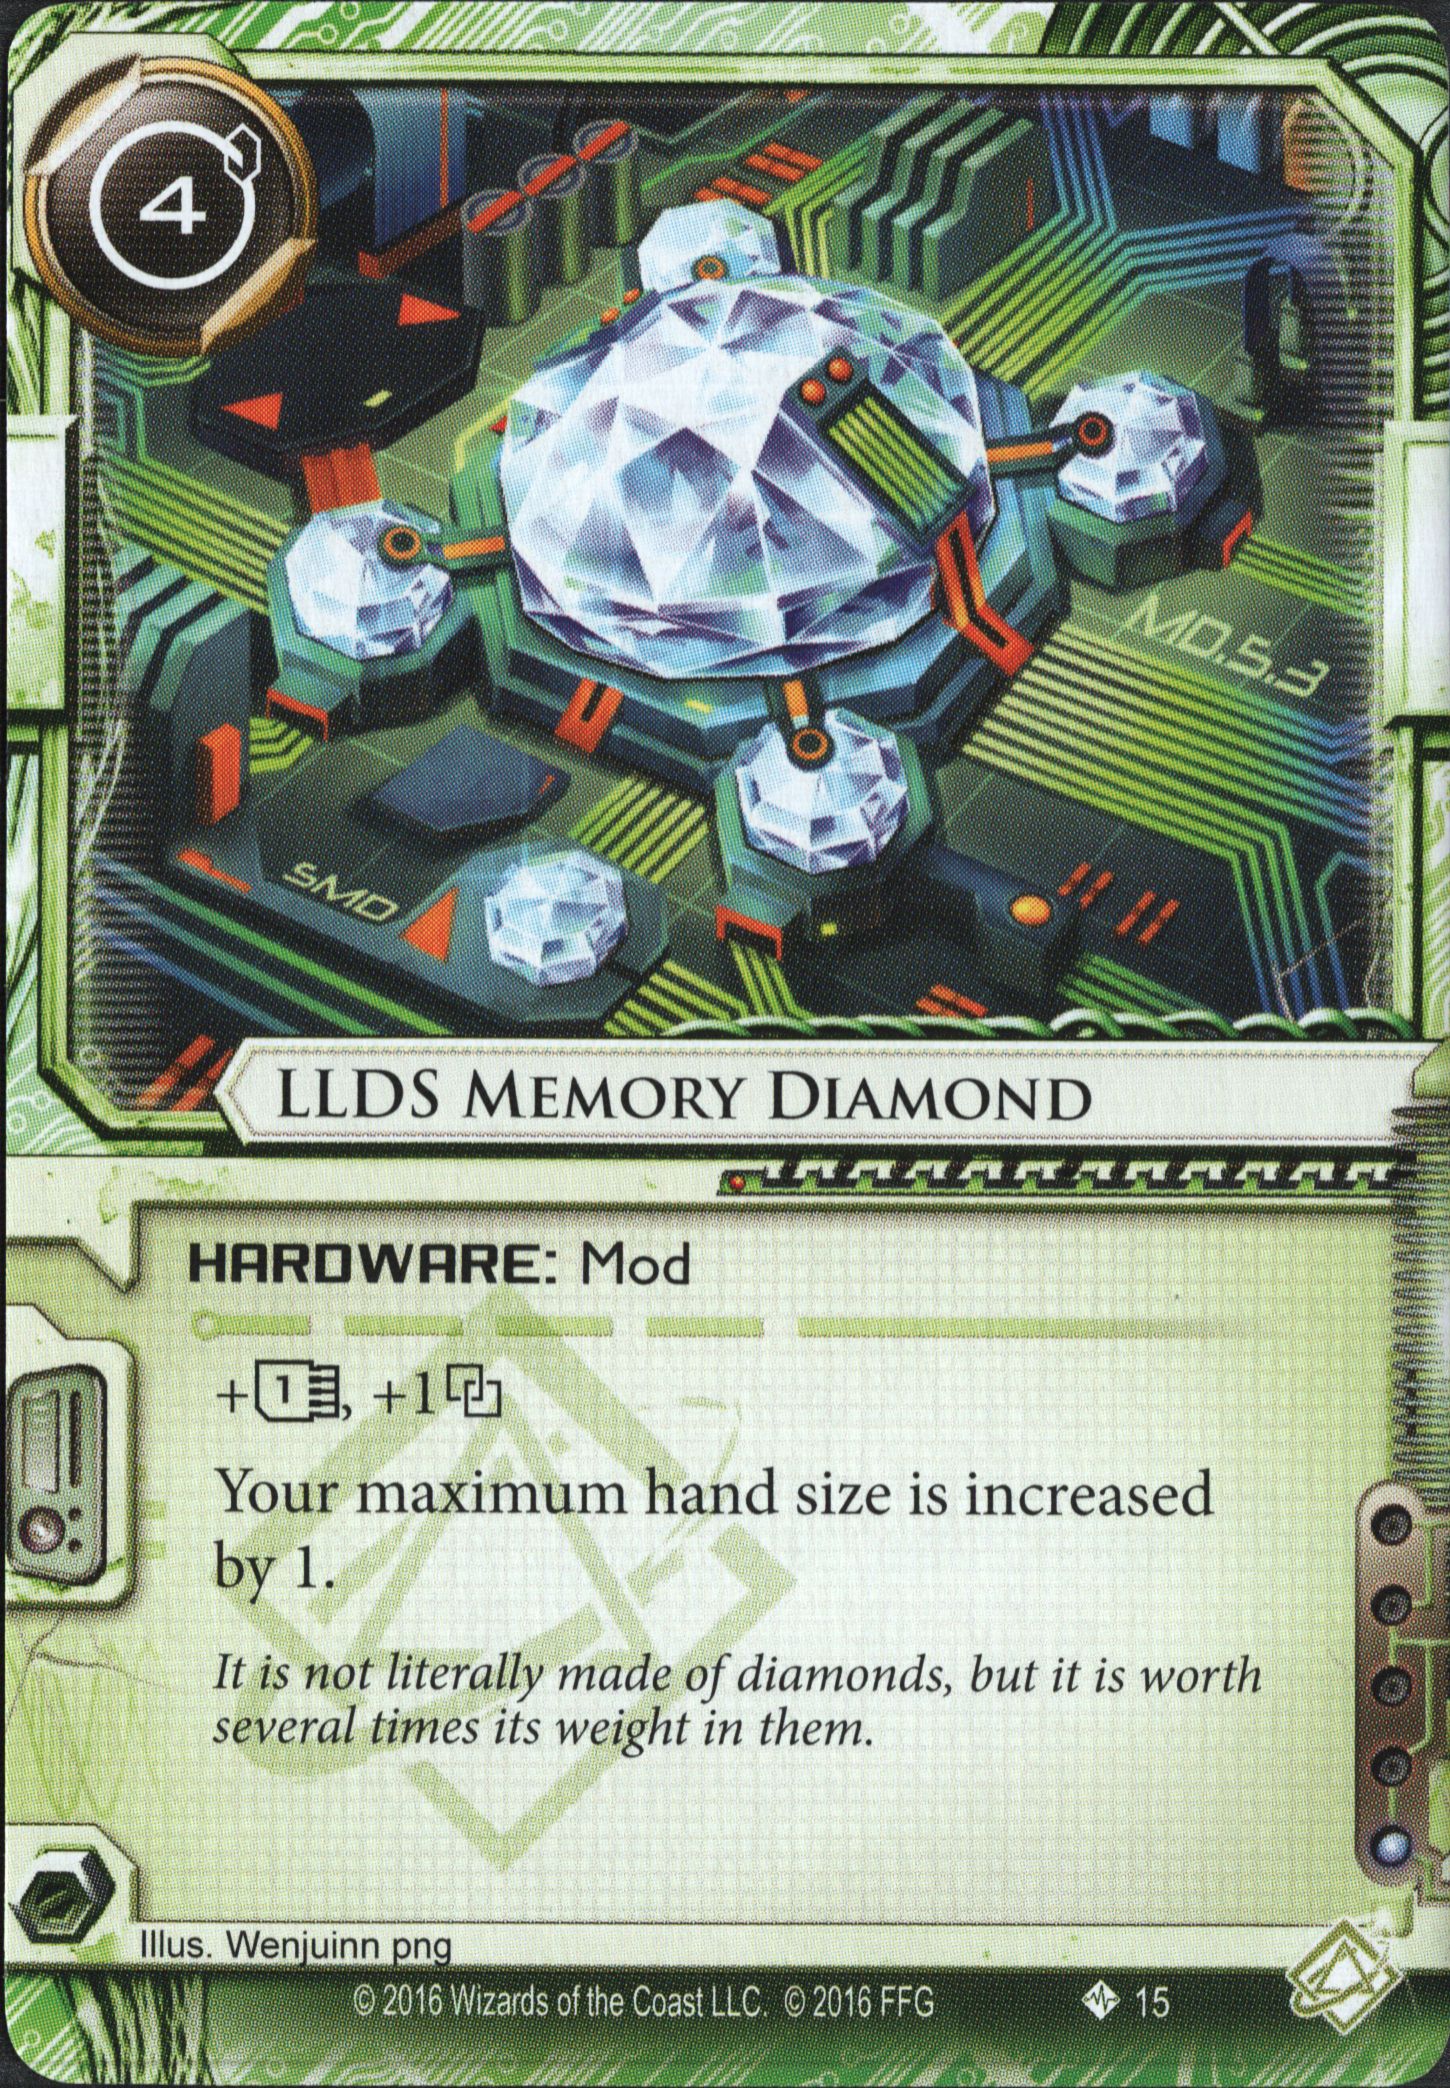 4
MD.5.3
SMD
LLDS Memory Diamond
HARDWARE: Mod
+1, +1
Your maximum hand size is increased
by 1.
It is not literally made of diamonds, but it is worth
several times its weight in them.
Illus. Wenjuinn png
© 2016 Wizards of the Coast LLC. © 2016 FFG
15